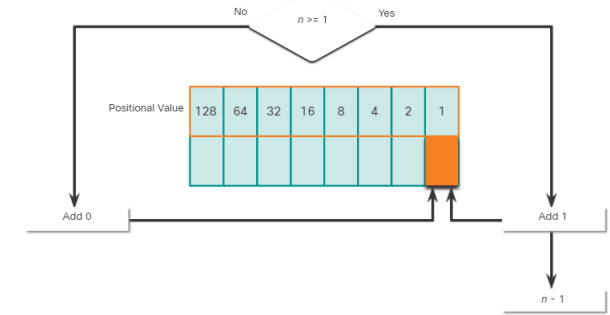 No
n >= 1
Yes
Positional Value
128 64 32 16 8 4 2 1
Add 0
Add 1
n - 1